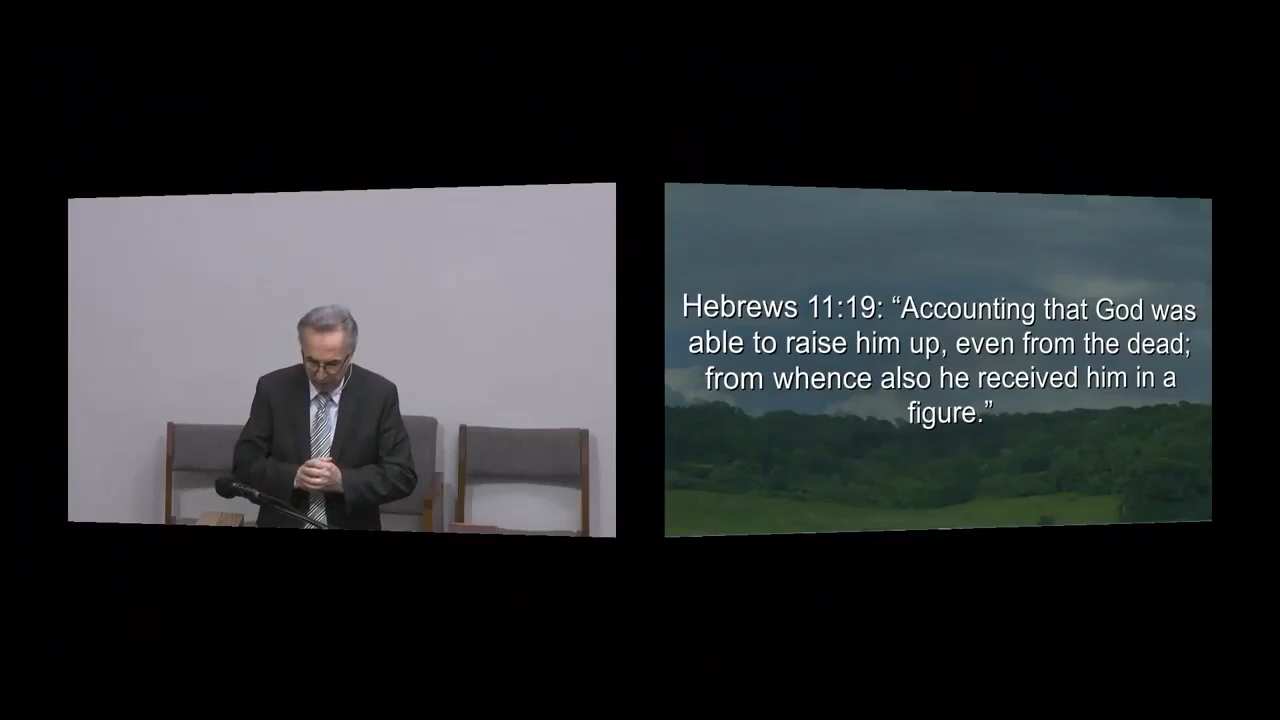 Hebrews 11:19: “Accounting that God was
able to raise him up, even from the dead;
from whence also he received him in a
figure.”